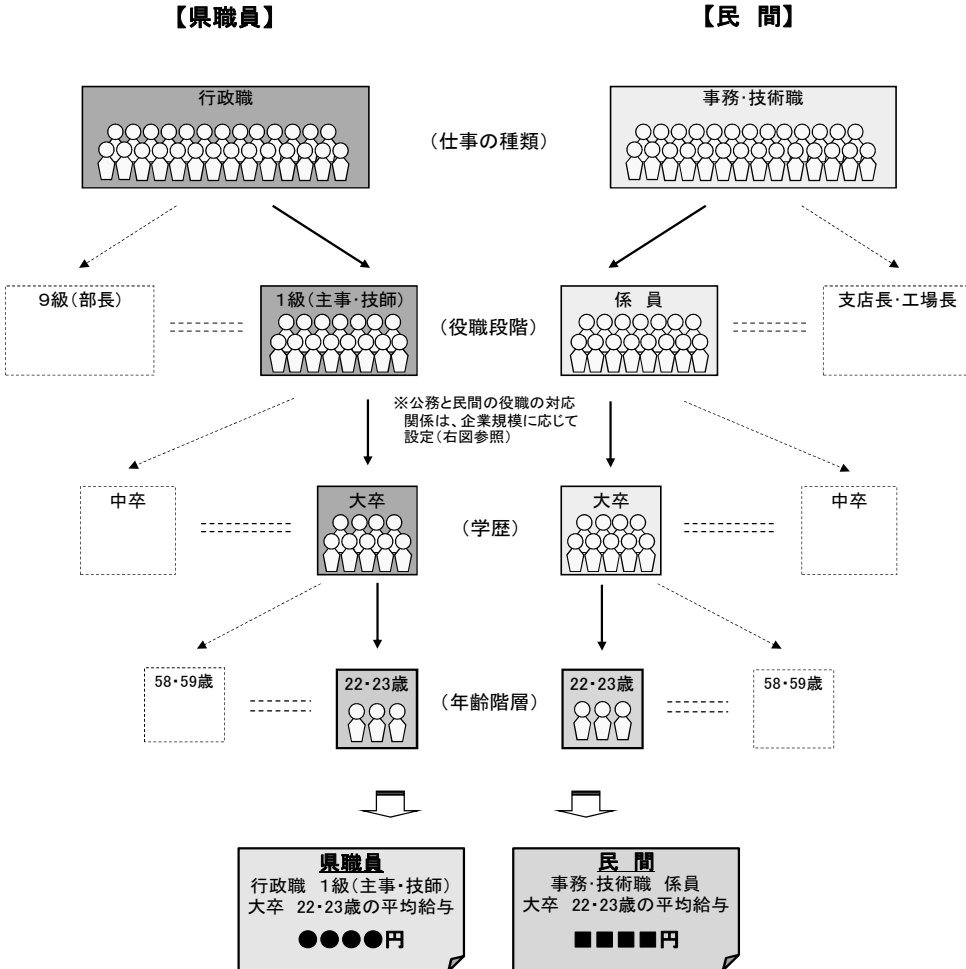 【県職員】
【民 間】
行政職
事務・技術職
（仕事の種類）
９級（部長）
１級（主事・技師）
係 員
支店長・工場長
（役職段階）
※公務と民間の役職の対応
関係は、企業規模に応じて
設定（右図参照）
中卒
大卒
大卒
中卒
（学歴）
58・59歳
22・23歳
22・23歳
58・59歳
（年齢階層）
県職員
行政職 １級（主事・技師）
大卒 22・23歳の平均給与
●●●●円
民 間
事務・技術職 係員
大卒 22・23歳の平均給与
■■■■円